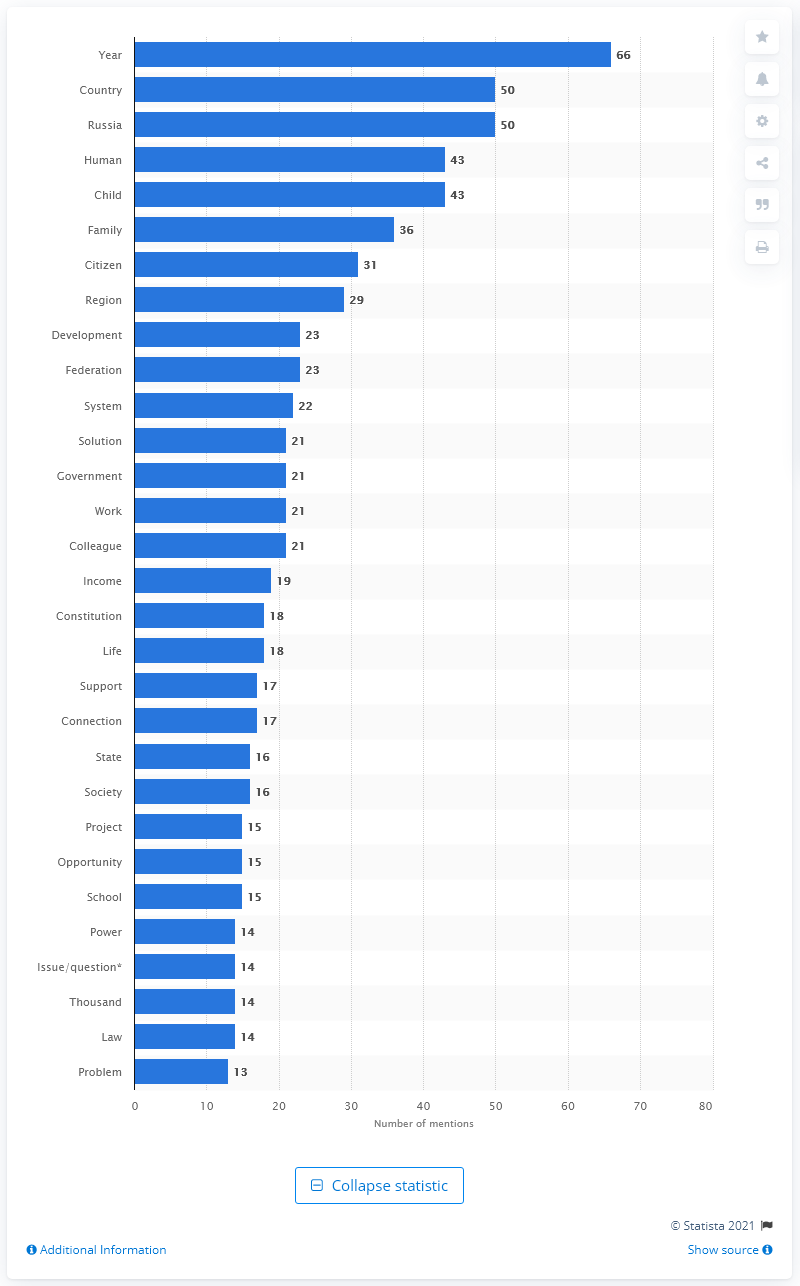 Year 66
Country 50
Russia 50
Human 43
Child 43
Family 36
Citizen 31
Region 29
Development 23
Federation 23
System 22
Solution 21
Government 21
Work 21
Colleague 21
Income 19
Constitution 18
Life 18
Support 17
Connection 17
State 16
Society 16
Project 15
Opportunity 15
School 15
Power 14
Issue/question* 14
Thousand 14
Law 14
Problem 13
0 10 20 30 40 50 60 70 80
Number of mentions
Collapse statistic
© Statista 2021
Additional Information Show source